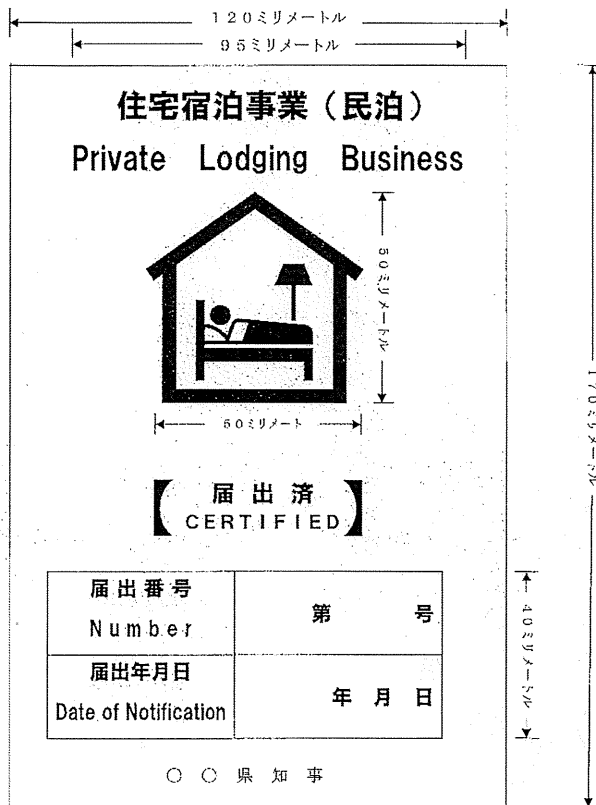 120ミリメートル
95ミリメートル
住宅宿泊事業（民泊）
Private Lodging Business
50ミリメートル
50ミリメート
170ミリメートル
【届出済
CERTIFIED】
届出番号
Number
第 号
届出年月日
Date of Notification
年 月 日
40ミリメートル
○○県知事